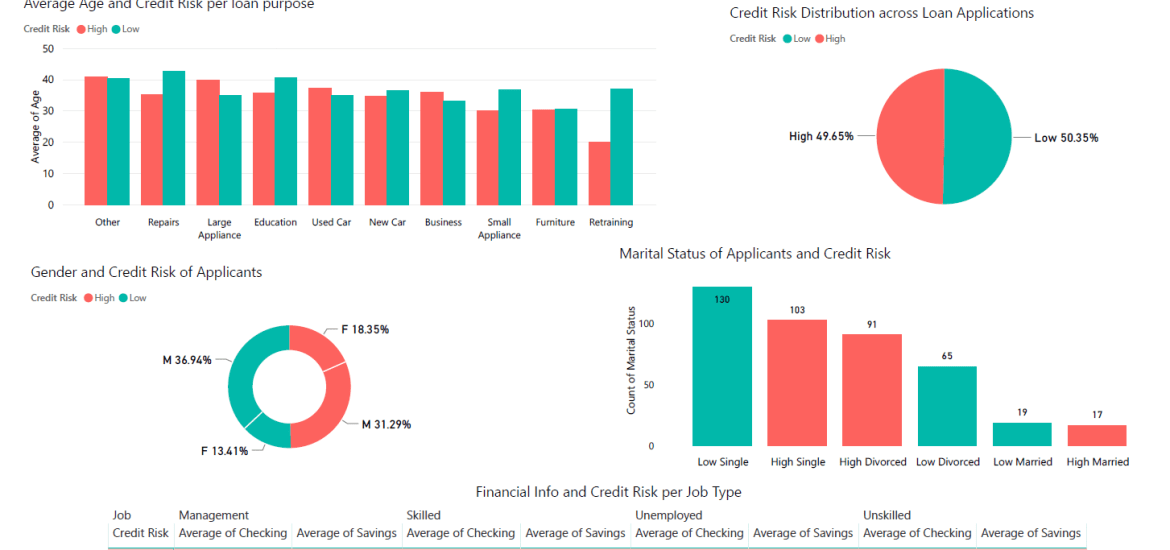 Average Age and Credit Risk per loan purpose
Credit Risk High Low
50
40
30
20
10
0
Average of Age
Other Repairs Large Appliance Education Used Car New Car Business Small Appliance Furniture Retraining
Credit Risk Distribution across Loan Applications
Credit Risk Low High
High 49.65%
Low 50.35%
Gender and Credit Risk of Applicants
Credit Risk High Low
F 18.35%
M 36.94%
M 31.29%
F 13.41%
Marital Status of Applicants and Credit Risk
Count of Marital Status
100
50
0
130
103
91
65
19
17
Low Single High Single High Divorced Low Divorced Low Married High Married
Financial Info and Credit Risk per Job Type
Job Management Skilled Unemployed Unskilled
Credit Risk Average of Checking Average of Savings Average of Checking Average of Savings Average of Checking Average of Savings Average of Checking Average of Savings